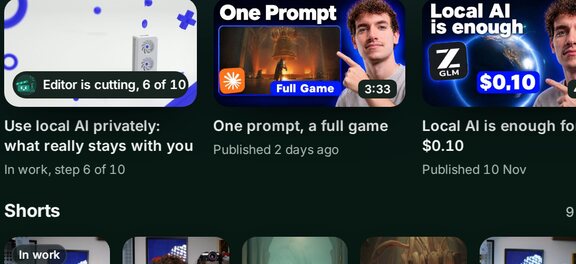 One Prompt
Local AI
is enough
Z
GLM
$0.10
Editor is cutting, 6 of 10
Full Game
3:33
4
Use local AI privately:
what really stays with you
In work, step 6 of 10
One prompt, a full game
Published 2 days ago
Local AI is enough fo
$0.10
Published 10 Nov
Shorts
9
In work